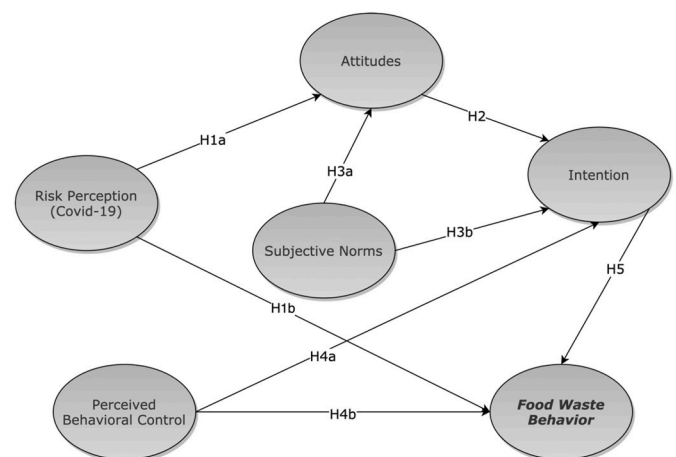 Attitudes
H2
H1a
H3a
Intention
Risk Perception
(Covid-19)
Subjective Norms
H3b
H5
H1b
H4a
Perceived
Behavioral Control
H4b
Food Waste
Behavior